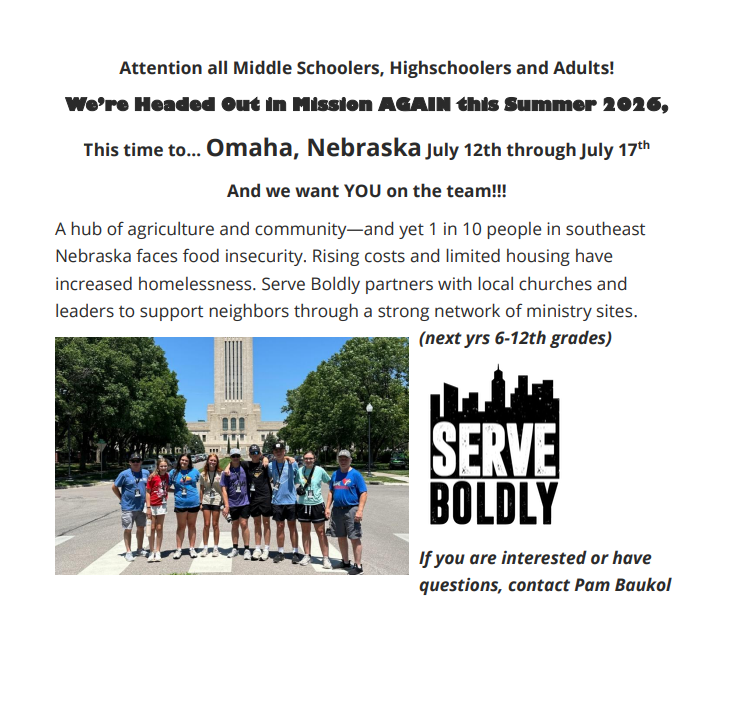 Attention all Middle Schoolers, Highschoolers and Adults!
We're Headed Out in Mission AGAIN this Summer 2026,
This time to... Omaha, Nebraska July 12th through July 17th
And we want YOU on the team!!!
A hub of agriculture and community—and yet 1 in 10 people in southeast
Nebraska faces food insecurity. Rising costs and limited housing have
increased homelessness. Serve Boldly partners with local churches and
leaders to support neighbors through a strong network of ministry sites.
(next yrs 6-12th grades)
SERVE
BOLDLY
If you are interested or have
questions, contact Pam Baukol